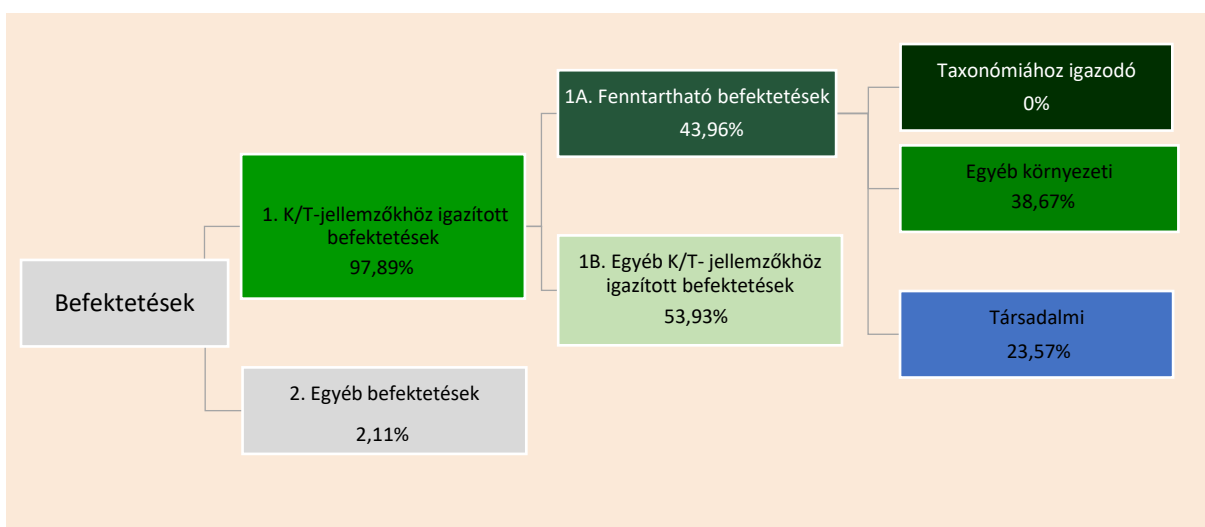 Befektetések
1. K/T-jellemzőkhöz igazított
befektetések
97,89%
2. Egyéb befektetések
2,11%
1A. Fenntartható befektetések
43,96%
1B. Egyéb K/T- jellemzőkhöz
igazított befektetések
53,93%
Taxonómiához igazodó
0%
Egyéb környezeti
38,67%
Társadalmi
23,57%